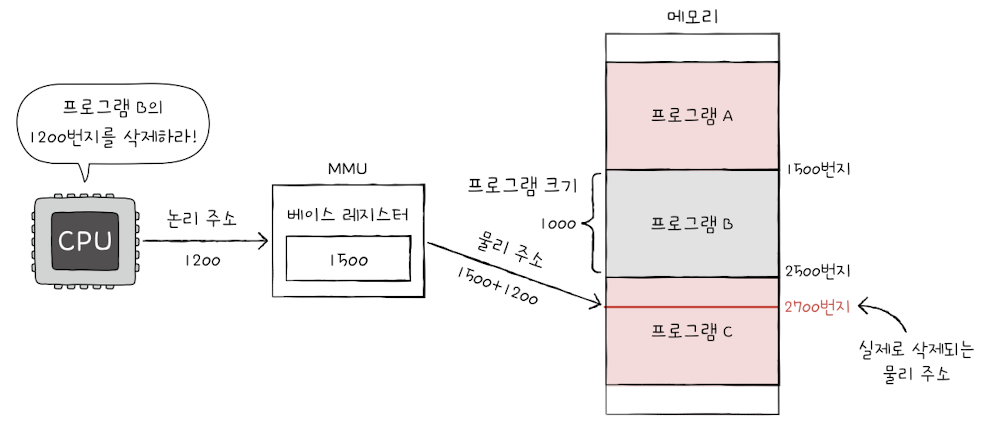 메모리
프로그램 B의
1200번지를 삭제하라!
프로그램 A
MMU
프로그램 크기
1000
1500번지
논리 주소
CPU
1200
베이스 레지스터
1500
물리 주소
1500+1200
프로그램 B
2500번지
2700번지
프로그램 C
실제로 삭제되는
물리 주소